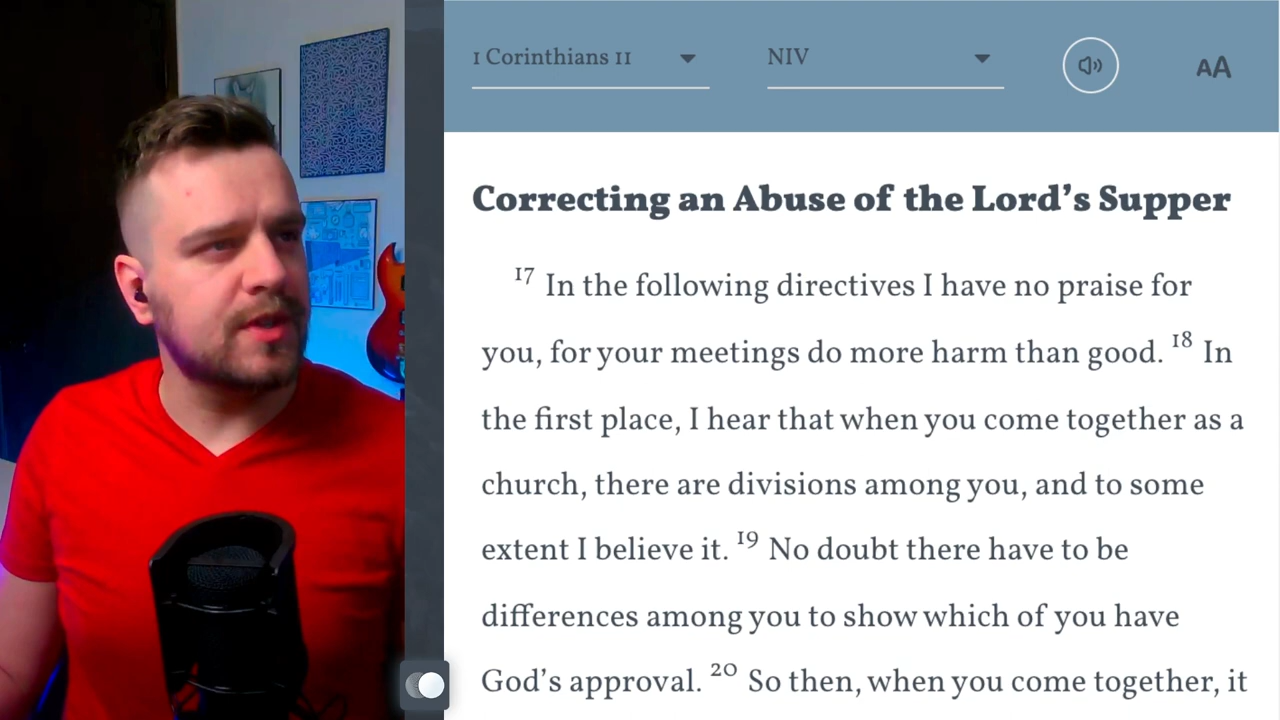 1 Corinthians 11
NIV
AA
Correcting an Abuse of the Lord’s Supper
17 In the following directives I have no praise for
you, for your meetings do more harm than good. 18 In
the first place, I hear that when you come together as a
church, there are divisions among you, and to some
extent I believe it. 19 No doubt there have to be
differences among you to show which of you have
God’s approval. 20 So then, when you come together, it